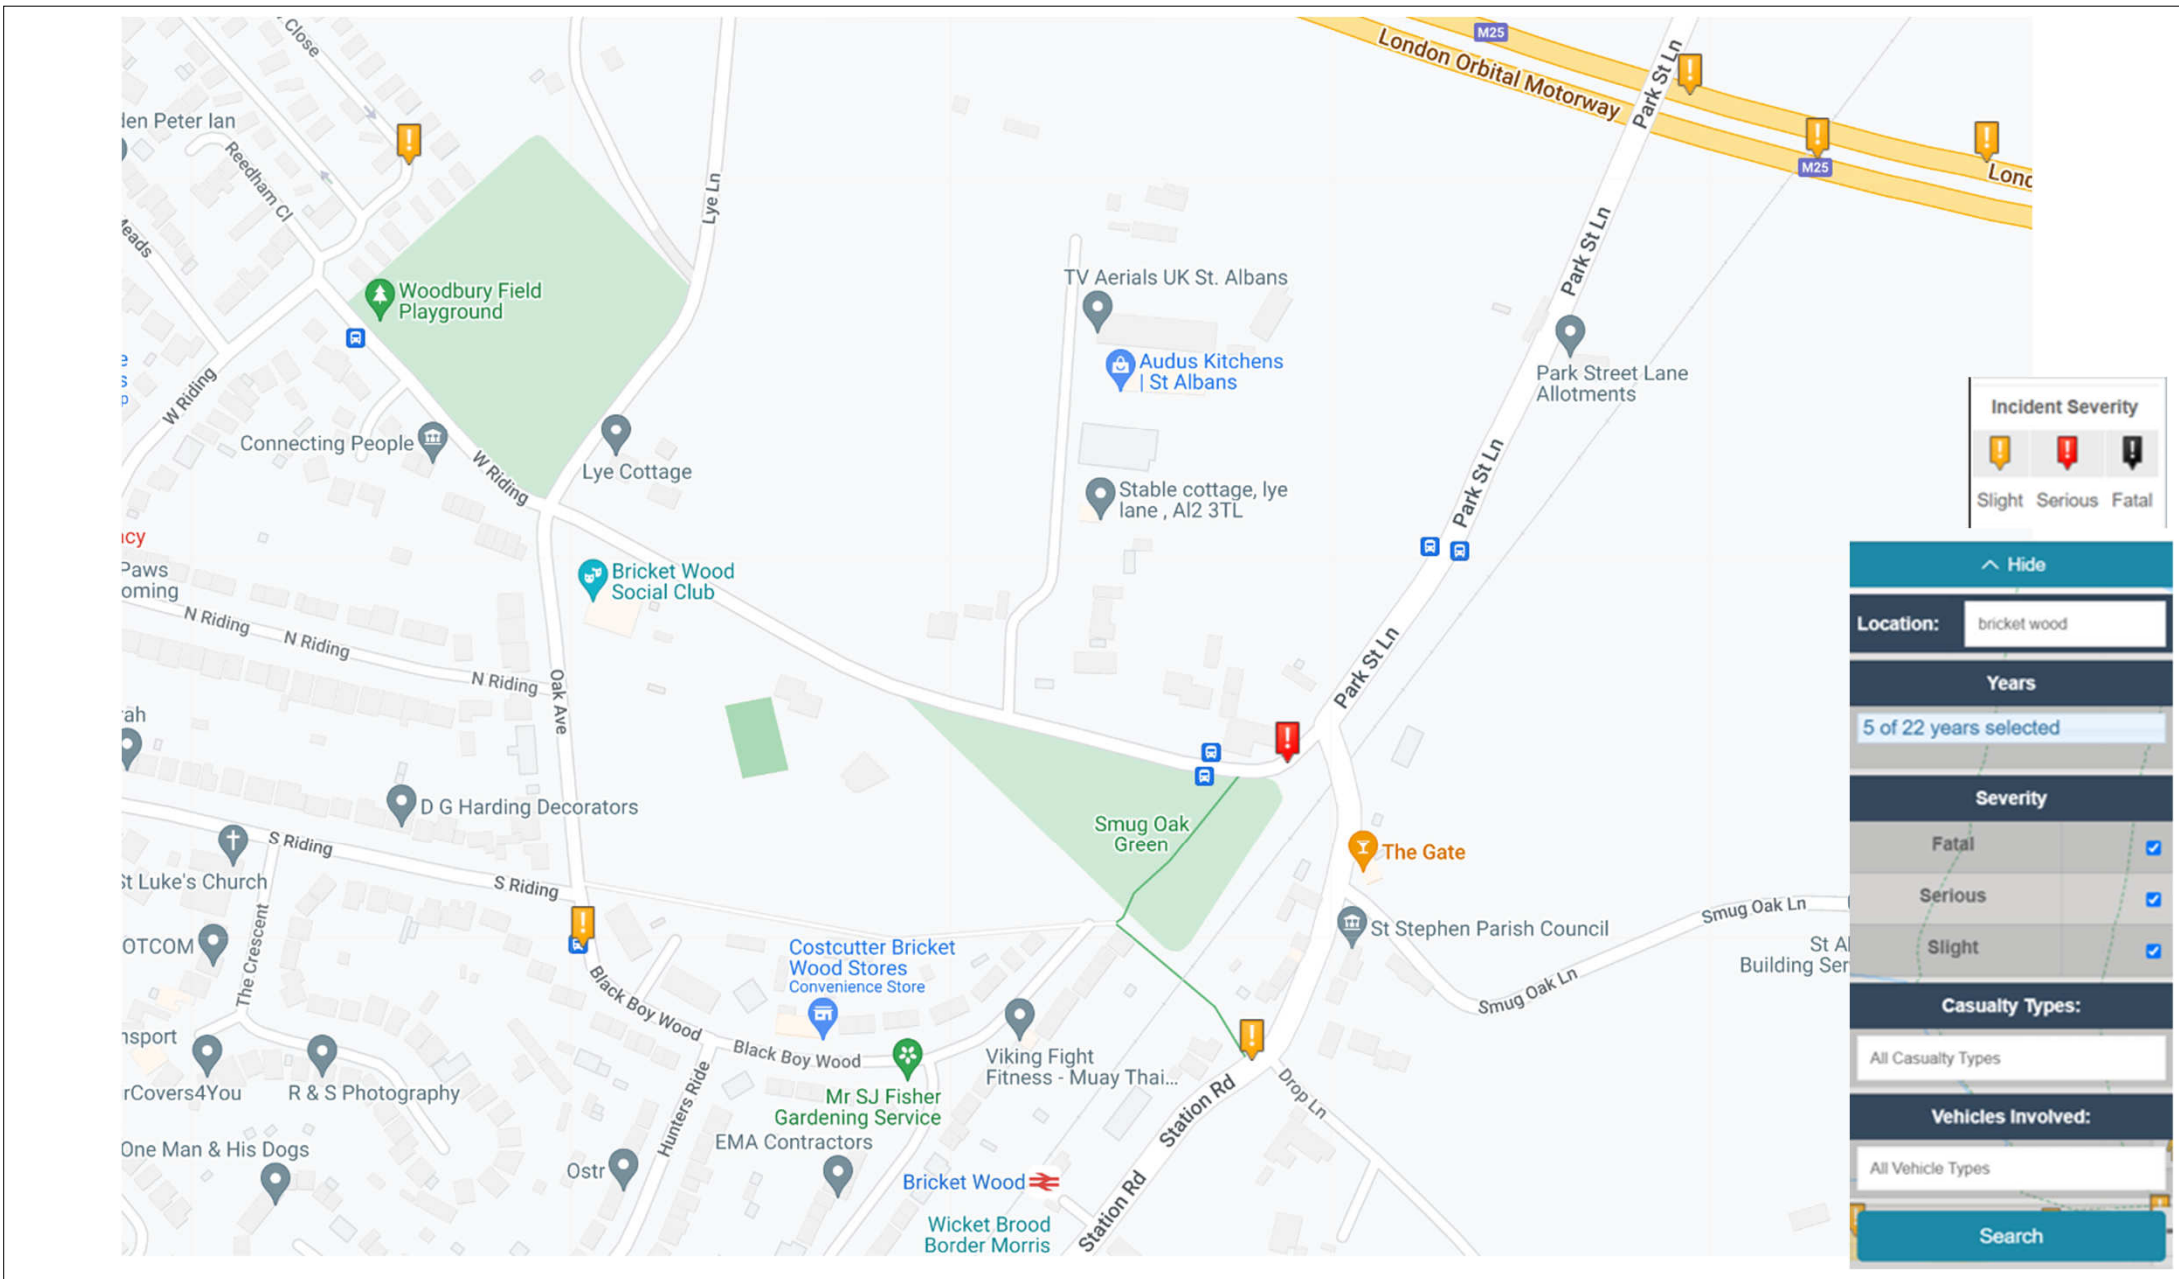 Close
M25
London Orbital Motorway
Park St Ln
den Peter Ian
Reedham Cl
Lye Ln
M25
Lond
Meads
Park St Ln
Woodbury Field
Playground
TV Aerials UK St. Albans
Audus Kitchens
| St Albans
Park Street Lane
Allotments
W Riding
Connecting People
W Riding
Lye Cottage
Stable cottage, lye
lane , Al2 3TL
Park St Ln
Incident Severity
Slight Serious Fatal
ncy
Paws
oming
Bricket Wood
Social Club
N Riding
N Riding
N Riding
Oak Ave
Park St Ln
rah
D G Harding Decorators
S Riding
St Luke's Church
S Riding
Smug Oak
Green
The Gate
St Stephen Parish Council
Smug Oak Ln
Smug Oak Ln
St Al
Building Ser
OTCOM
The Crescent
Costcutter Bricket
Wood Stores
Convenience Store
Black Boy Wood
Black Boy Wood
nsport
rCovers4You
R & S Photography
Hunters Ride
Viking Fight
Fitness - Muay Thai...
Mr SJ Fisher
Gardening Service
EMA Contractors
One Man & His Dogs
Ostr
Station Rd
Drop Ln
Bricket Wood
Station Rd
Wicket Brood
Border Morris
Hide
Location: bricket wood
Years
5 of 22 years selected
Severity
Fatal
Serious
Slight
Casualty Types:
All Casualty Types
Vehicles Involved:
All Vehicle Types
Search